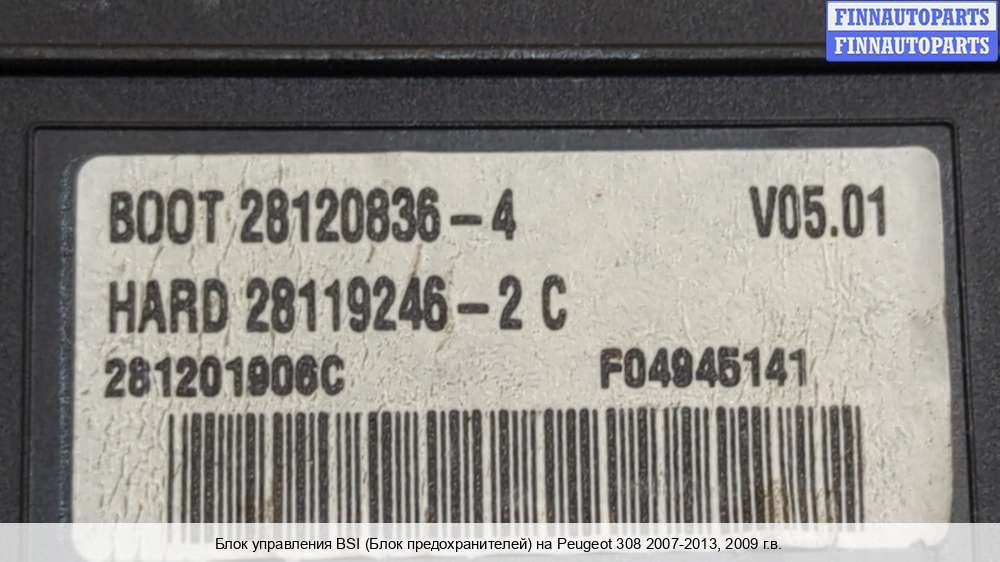 FINNAUTOPARTS
FINNAUTOPARTS
BOOT 28120836-4 V05.01
HARD 28119246-2 C
281201906C F04945141
Блок управления BSI (Блок предохранителей) на Peugeot 308 2007-2013, 2009 г.в.